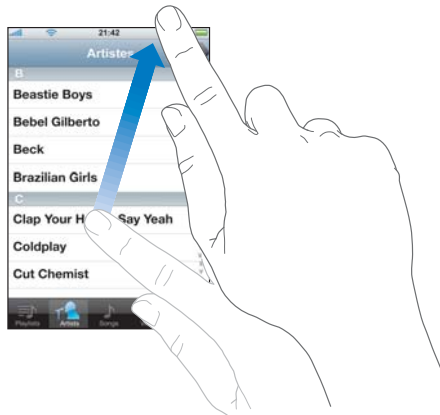 21:42
Artistes
B
Beastie Boys
Bebel Gilberto
Beck
Brazilian Girls
C
Clap Your H Say Yeah
Coldplay
Cut Chemist
Playlists Artists Songs